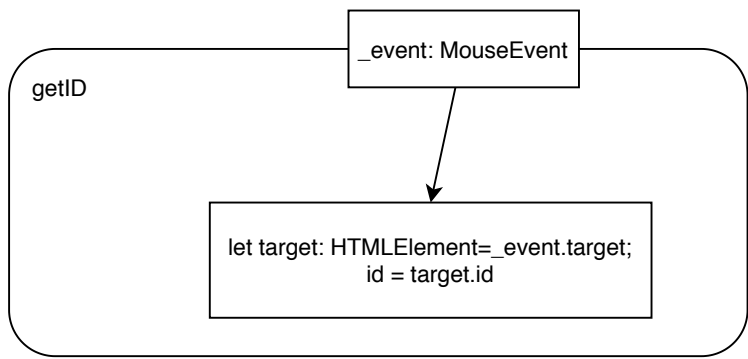 _event: MouseEvent
getID
let target: HTMLElement=_event.target;
id = target.id